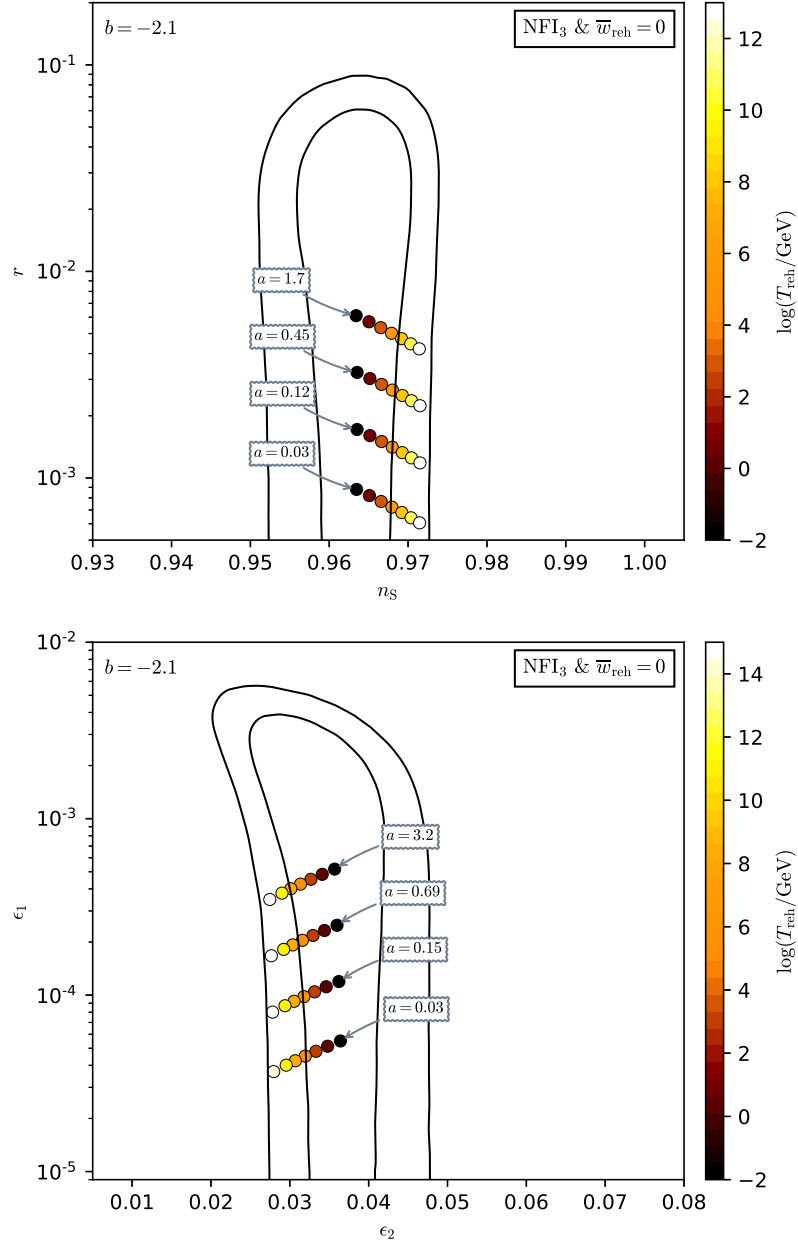 b = −2.1
NFI₃ & w̅reh = 0
10⁻¹
10⁻²
10⁻³
r
a = 1.7
a = 0.45
a = 0.12
a = 0.03
0.93 0.94 0.95 0.96 0.97 0.98 0.99 1.00
nS
12
10
8
6
4
2
0
−2
log(Treh/GeV)
b = −2.1
NFI₃ & w̅reh = 0
10⁻²
10⁻³
10⁻⁴
10⁻⁵
ϵ₁
a = 3.2
a = 0.69
a = 0.15
a = 0.03
0.01 0.02 0.03 0.04 0.05 0.06 0.07 0.08
ϵ₂
14
12
10
8
6
4
2
0
−2
log(Treh/GeV)